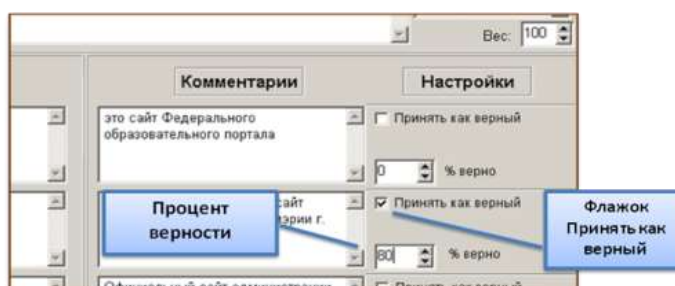 Вес: 100
Комментарии
Настройки
это сайт Федерального
образовательного портала
Принять как верный
0 % верно
сайт
мэрии г.
Принять как верный
80 % верно
Процент
верности
Флажок
Принять как
верный